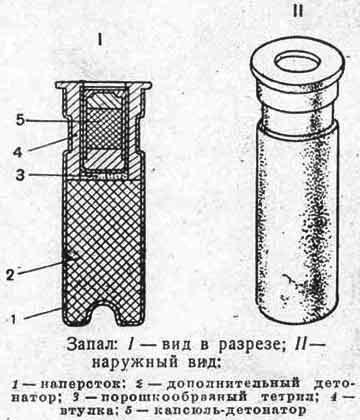 I
II
5
4
3
2
1
Запал: I — вид в разрезе; II —
наружный вид:
1 — наперсток; 2 — дополнительный дето-
натор; 3 — порошкообразный тетрил; 4 —
втулка; 5 — капсюль-детонатор